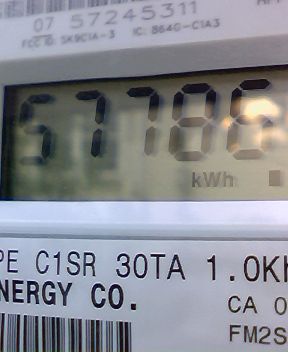 07 57245311
FCC ID: SK9C1A-3 IC: 864G-C1A3
57786
kWh
PE C1SR 30TA 1.0Kh
NERGY CO.
CA 0
FM2S